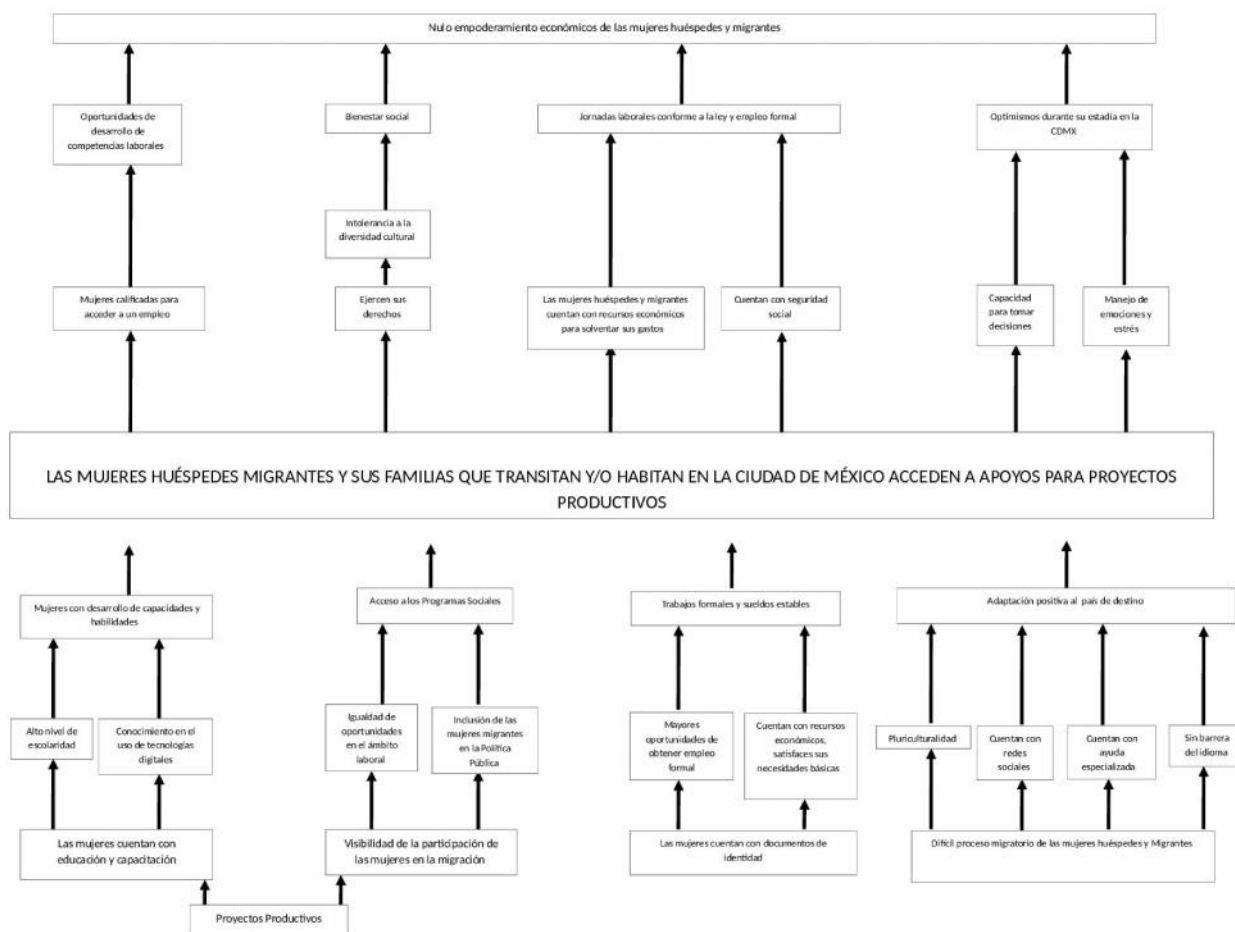 Nulo empoderamiento económicos de las mujeres huéspedes y migrantes
Oportunidades de
desarrollo de
competencias laborales
Bienestar social
Jornadas laborales conforme a la ley y empleo formal
Optimismos durante su estadía en la
CDMX
Intolerancia a la
diversidad cultural
Mujeres calificadas para
acceder a un empleo
Ejercen sus
derechos
Las mujeres huéspedes y migrantes
cuentan con recursos económicos
para solventar sus gastos
Cuentan con seguridad
social
Capacidad
para tomar
decisiones
Manejo de
emociones y
estrés
LAS MUJERES HUÉSPEDES MIGRANTES Y SUS FAMILIAS QUE TRANSITAN Y/O HABITAN EN LA CIUDAD DE MÉXICO ACCEDEN A APOYOS PARA PROYECTOS
PRODUCTIVOS
Mujeres con desarrollo de capacidades y
habilidades
Acceso a los Programas Sociales
Trabajos formales y sueldos estables
Adaptación positiva al país de destino
Alto nivel de
escolaridad
Conocimiento en el
uso de tecnologías
digitales
Igualdad de
oportunidades
en el ámbito
laboral
Inclusión de las
mujeres migrantes
en la Política
Pública
Mayores
oportunidades de
obtener empleo
formal
Cuentan con recursos
económicos,
satisfaces sus
necesidades básicas
Pluriculturalidad
Cuentan con
redes
sociales
Cuentan con
ayuda
especializada
Sin barrera
del idioma
Las mujeres cuentan con
educación y capacitación
Visibilidad de la participación de
las mujeres en la migración
Las mujeres cuentan con documentos de
identidad
Difícil proceso migratorio de las mujeres huéspedes y Migrantes
Proyectos Productivos